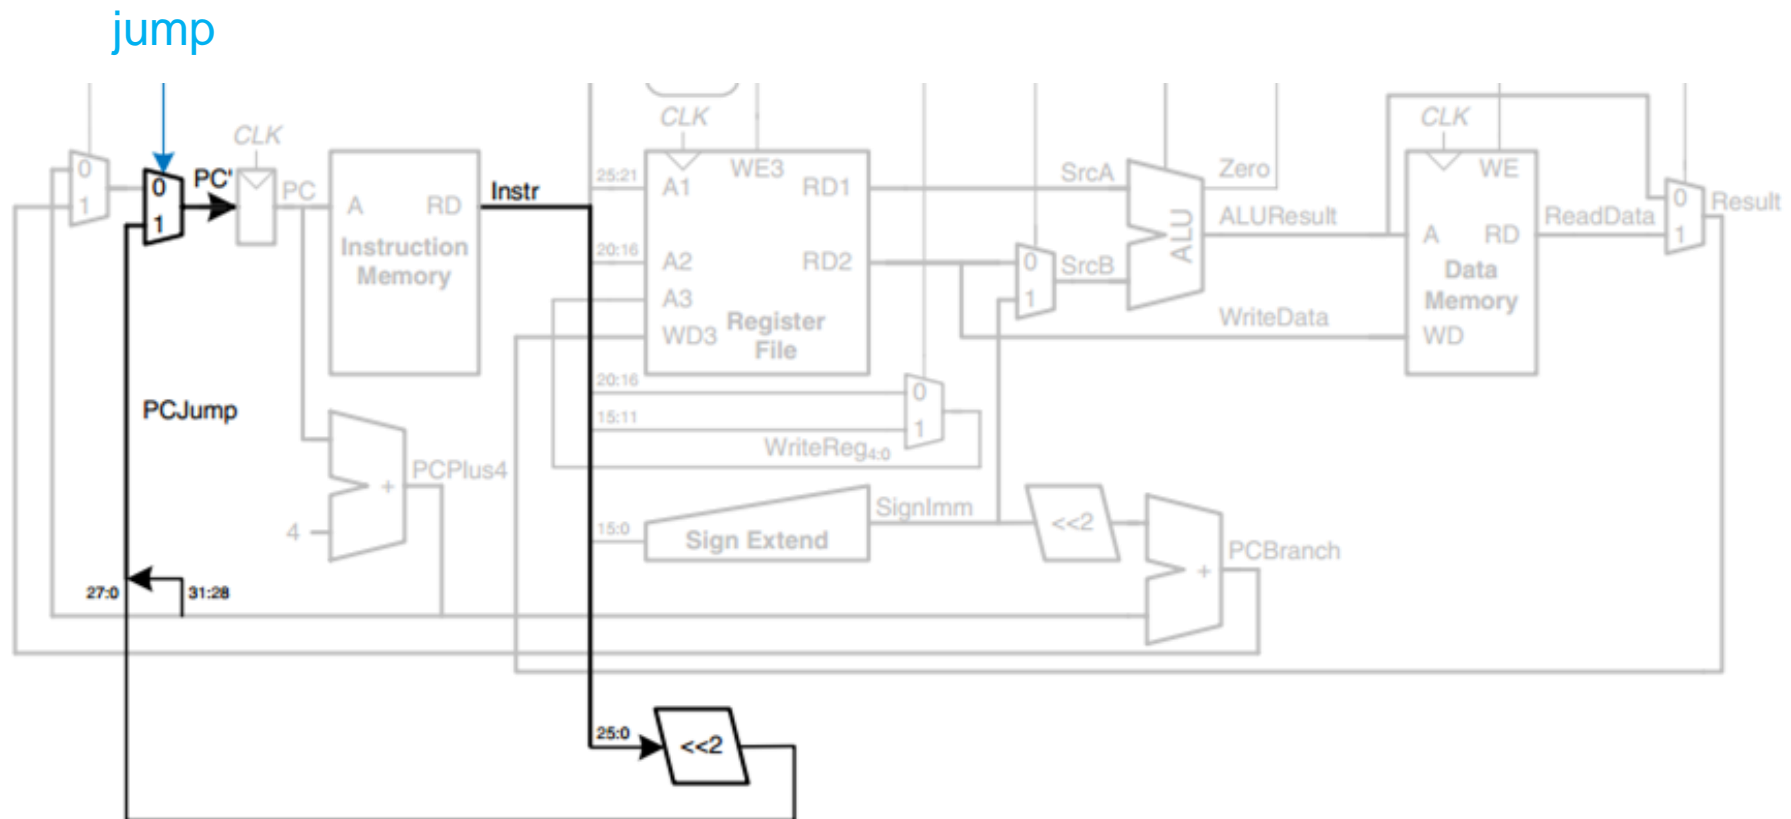 jump
CLK
CLK
CLK
0
1
0
1
PC'
PC
A
RD
Instruction
Memory
Instr
25:21
A1
WE3
RD1
20:16
A2
RD2
A3
WD3
Register
File
SrcA
Zero
ALU
ALUResult
0
1
SrcB
WriteData
WE
A
RD
Data
Memory
WD
ReadData
0
1
Result
20:16
15:11
0
1
WriteReg4:0
PCJump
PCPlus4
+
4
15:0
Sign Extend
SignImm
<<2
PCBranch
+
27:0
31:28
25:0
<<2